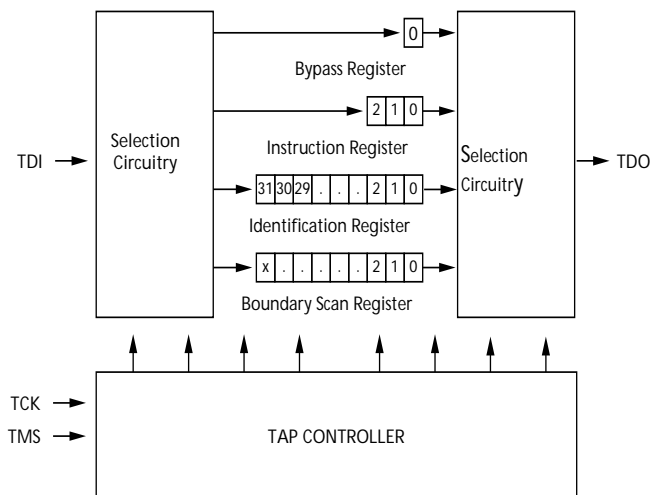 0
Bypass Register
2 1 0
Selection
Circuitry
Instruction Register
Selection
Circuitry
TDI
TDO
31 30 29 . . . 2 1 0
Identification Register
x . . . . . 2 1 0
Boundary Scan Register
TCK
TMS
TAP CONTROLLER